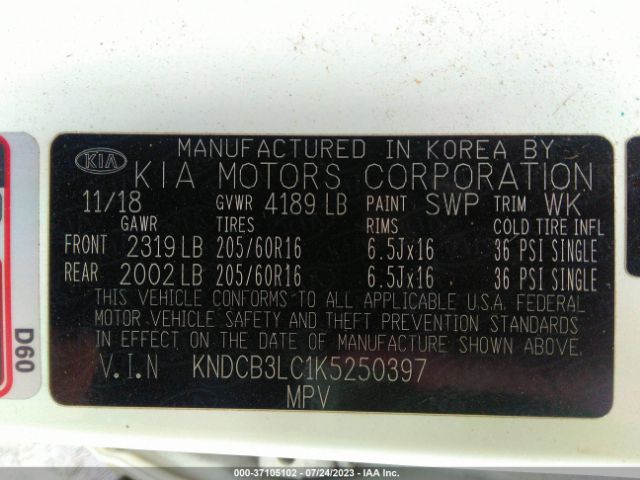 MANUFACTURED IN KOREA BY
KIA KIA MOTORS CORPORATION
11/18 GVWR 4189 LB PAINT SWP TRIM WK
GAWR TIRES RIMS COLD TIRE INFL
FRONT 2319 LB 205/60R16 6.5Jx16 36 PSI SINGLE
REAR 2002 LB 205/60R16 6.5Jx16 36 PSI SINGLE
THIS VEHICLE CONFORMS TO ALL APPLICABLE U.S.A. FEDERAL
MOTOR VEHICLE SAFETY AND THEFT PREVENTION STANDARDS
IN EFFECT ON THE DATE OF MANUFACTURE SHOWN ABOVE.
V.I.N KNDCB3LC1K5250397
MPV
D60
000-37105102 - 07/24/2023 - IAA Inc.